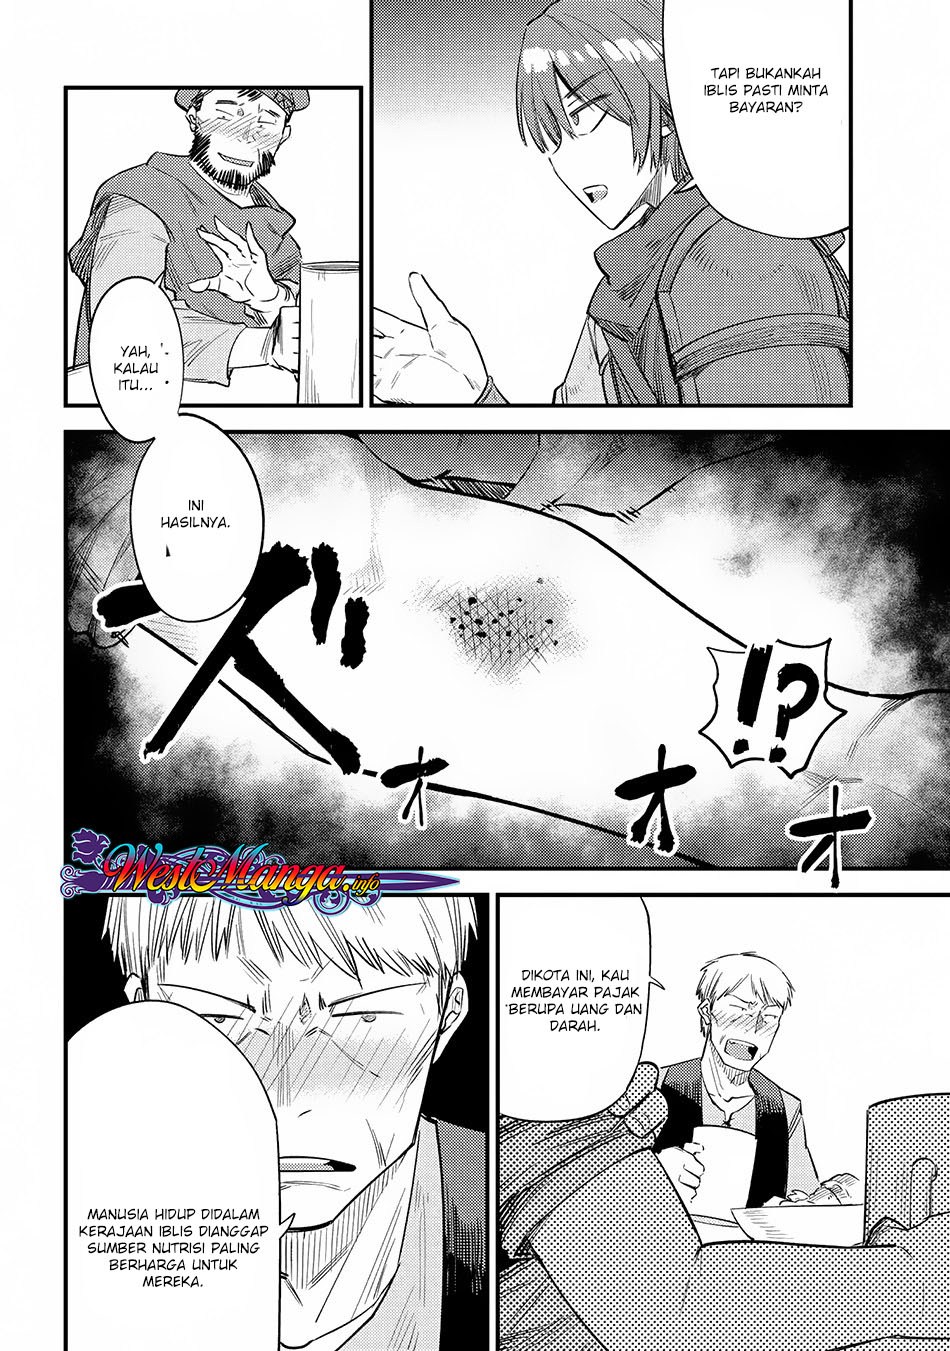 TAPI BUKANKAH
IBLIS PASTI MINTA
BAYARAN?
YAH,
KALAU
ITU...
INI
HASILNYA.
ズ
!?
オ
オ
オ
WESTMANGA.info
DIKOTA INI, KAU
MEMBAYAR PAJAK
BERUPA UANG DAN
DARAH.
MANUSIA HIDUP DIDALAM
KERAJAAN IBLIS DIANGGAP
SUMBER NUTRISI PALING
BERHARGA UNTUK
MEREKA.